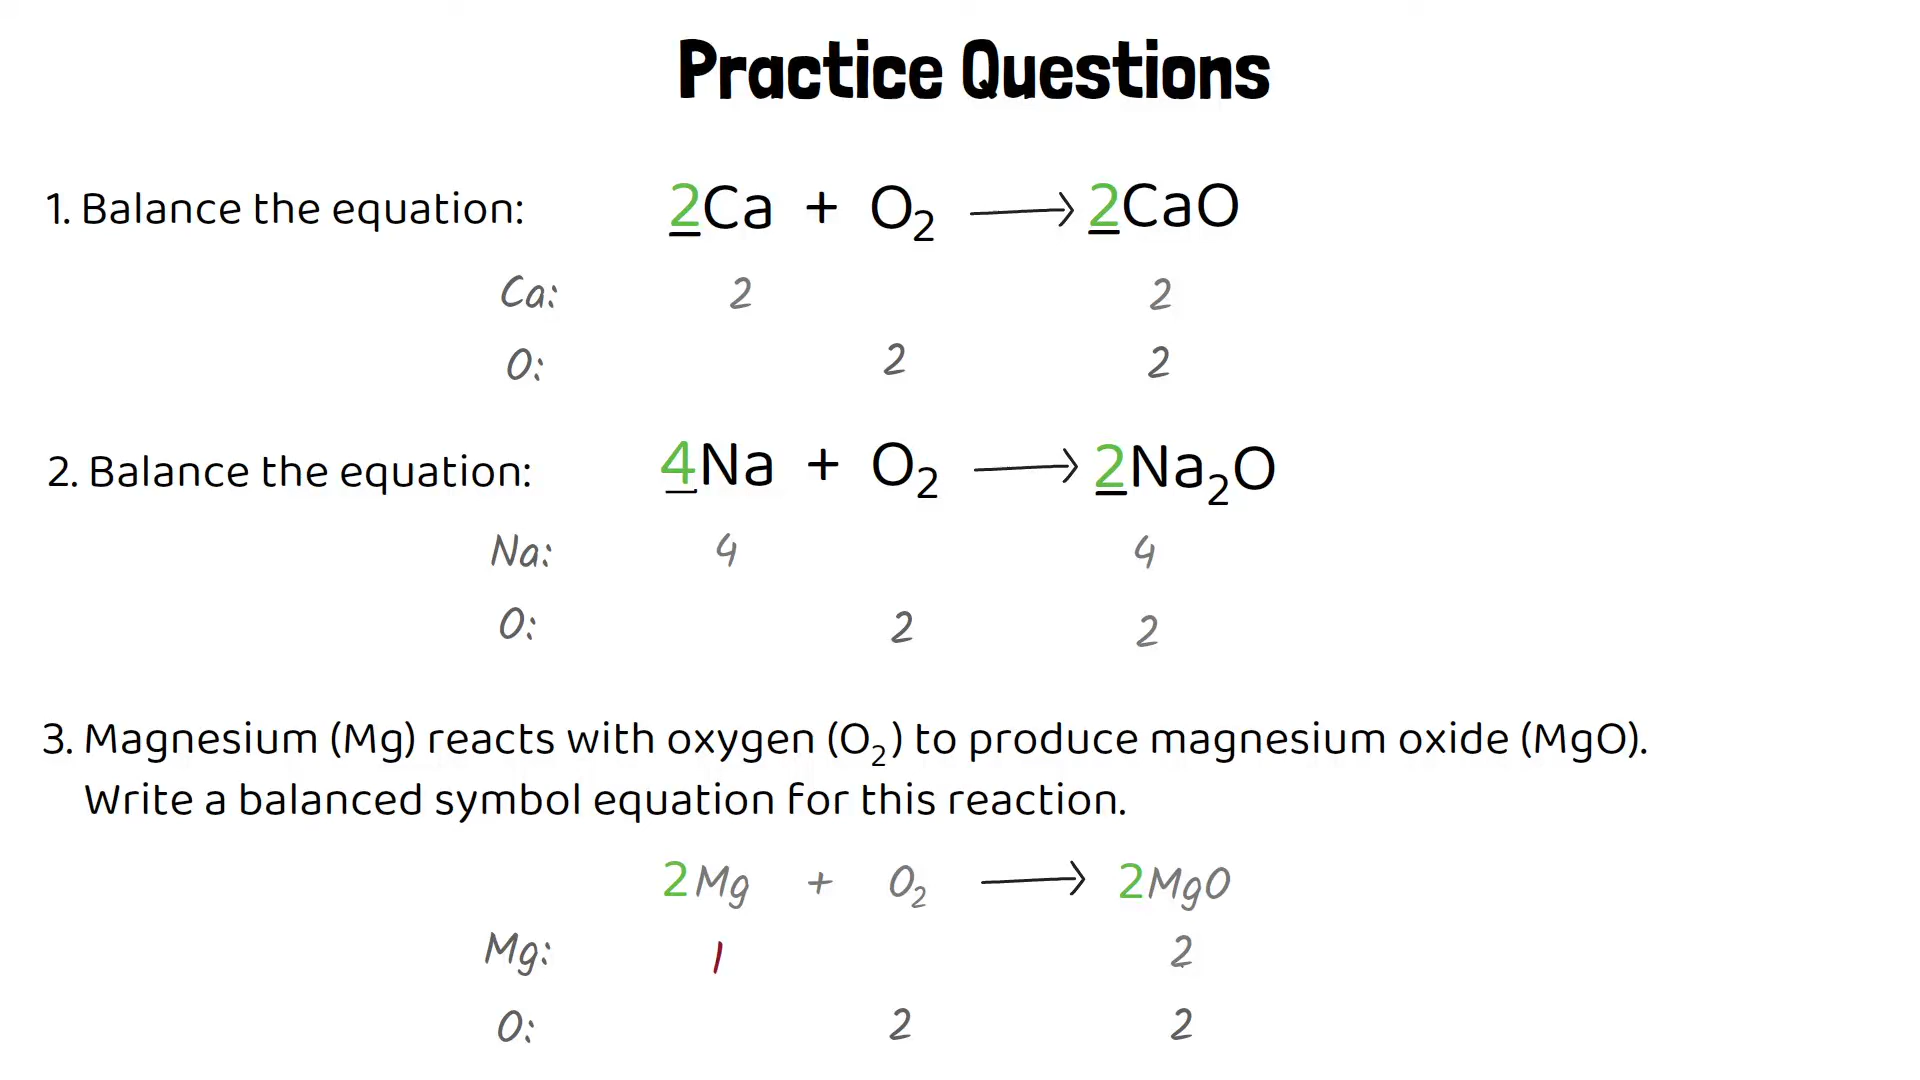 Practice Questions
1. Balance the equation: 2Ca + O₂ → 2CaO
Ca: 2 2
O: 2 2
2. Balance the equation: 4Na + O₂ → 2Na₂O
Na: 4 4
O: 2 2
3. Magnesium (Mg) reacts with oxygen (O₂) to produce magnesium oxide (MgO).
Write a balanced symbol equation for this reaction.
2Mg + O₂ → 2MgO
Mg: 1 2
O: 2 2